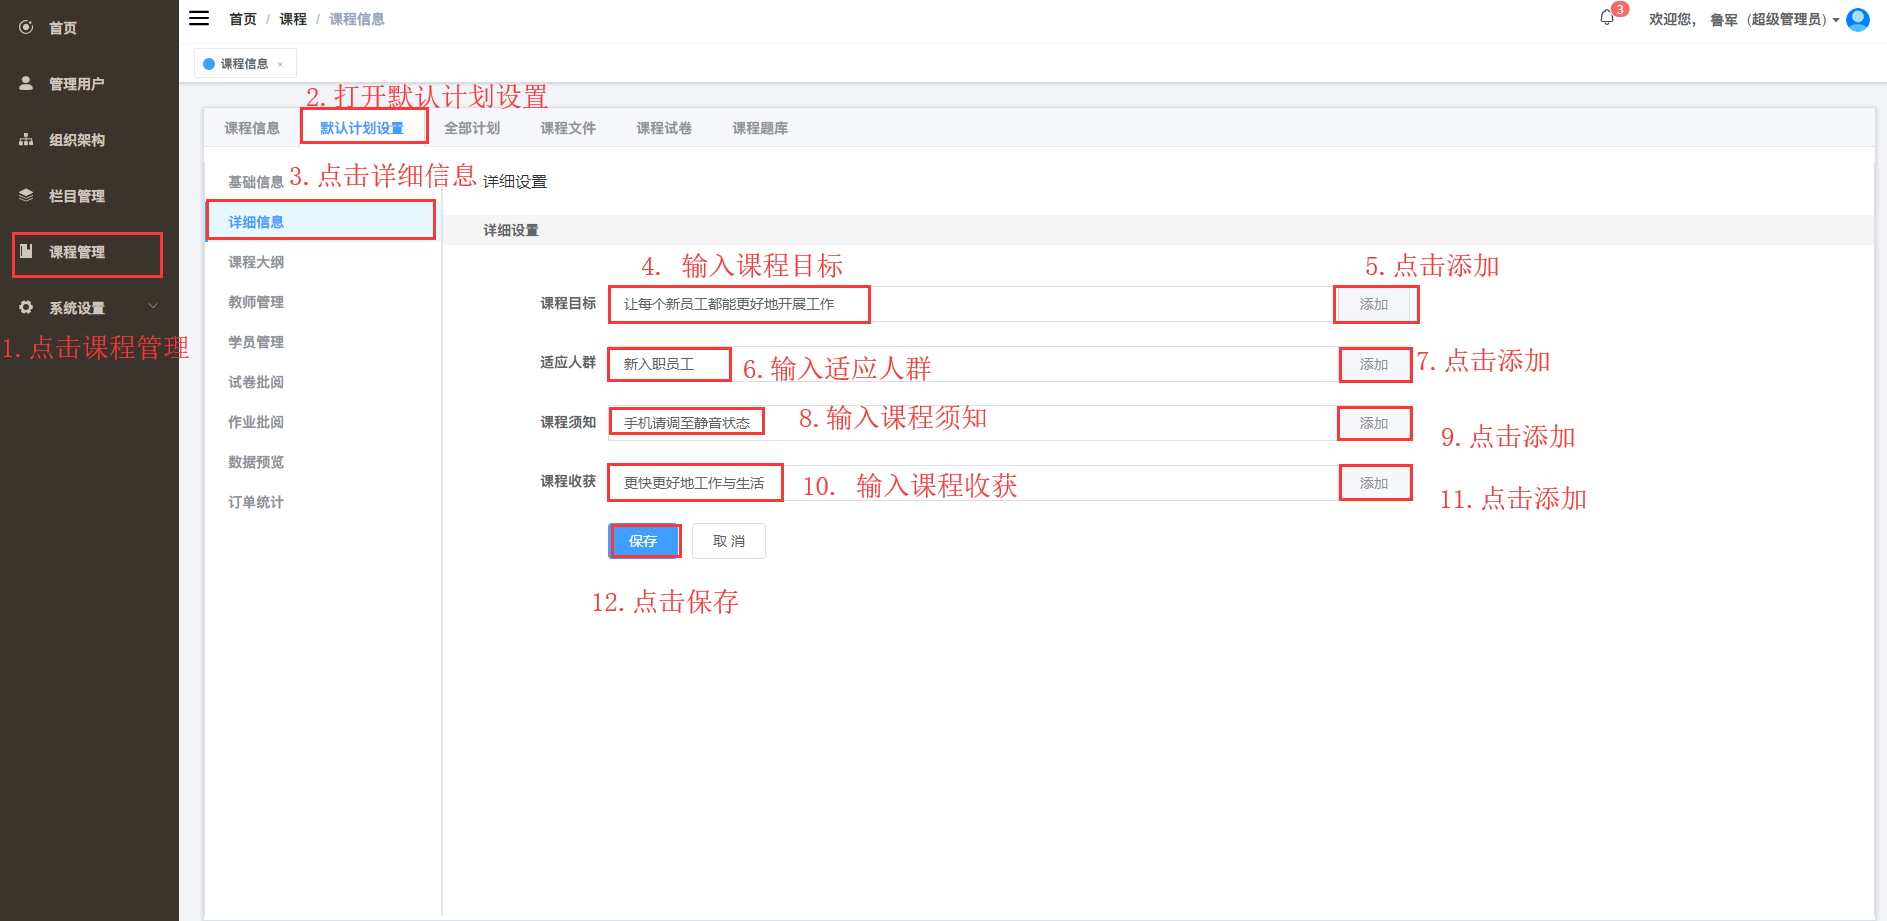 首页
管理用户
组织架构
栏目管理
课程管理
系统设置
1.点击课程管理
首页 / 课程 / 课程信息
3
欢迎您， 鲁军（超级管理员）
课程信息 ×
2.打开默认计划设置
课程信息 默认计划设置 全部计划 课程文件 课程试卷 课程题库
基础信息 3.点击详细信息
详细信息
课程大纲
教师管理
学员管理
试卷批阅
作业批阅
数据预览
订单统计
详细设置
详细设置
4. 输入课程目标 5.点击添加
课程目标 让每个新员工都能更好地开展工作 添加
适应人群 新入职员工 6.输入适应人群 添加 7.点击添加
课程须知 手机请调至静音状态 8.输入课程须知 添加 9.点击添加
课程收获 更快更好地工作与生活 10. 输入课程收获 添加 11.点击添加
保存 取 消
12.点击保存